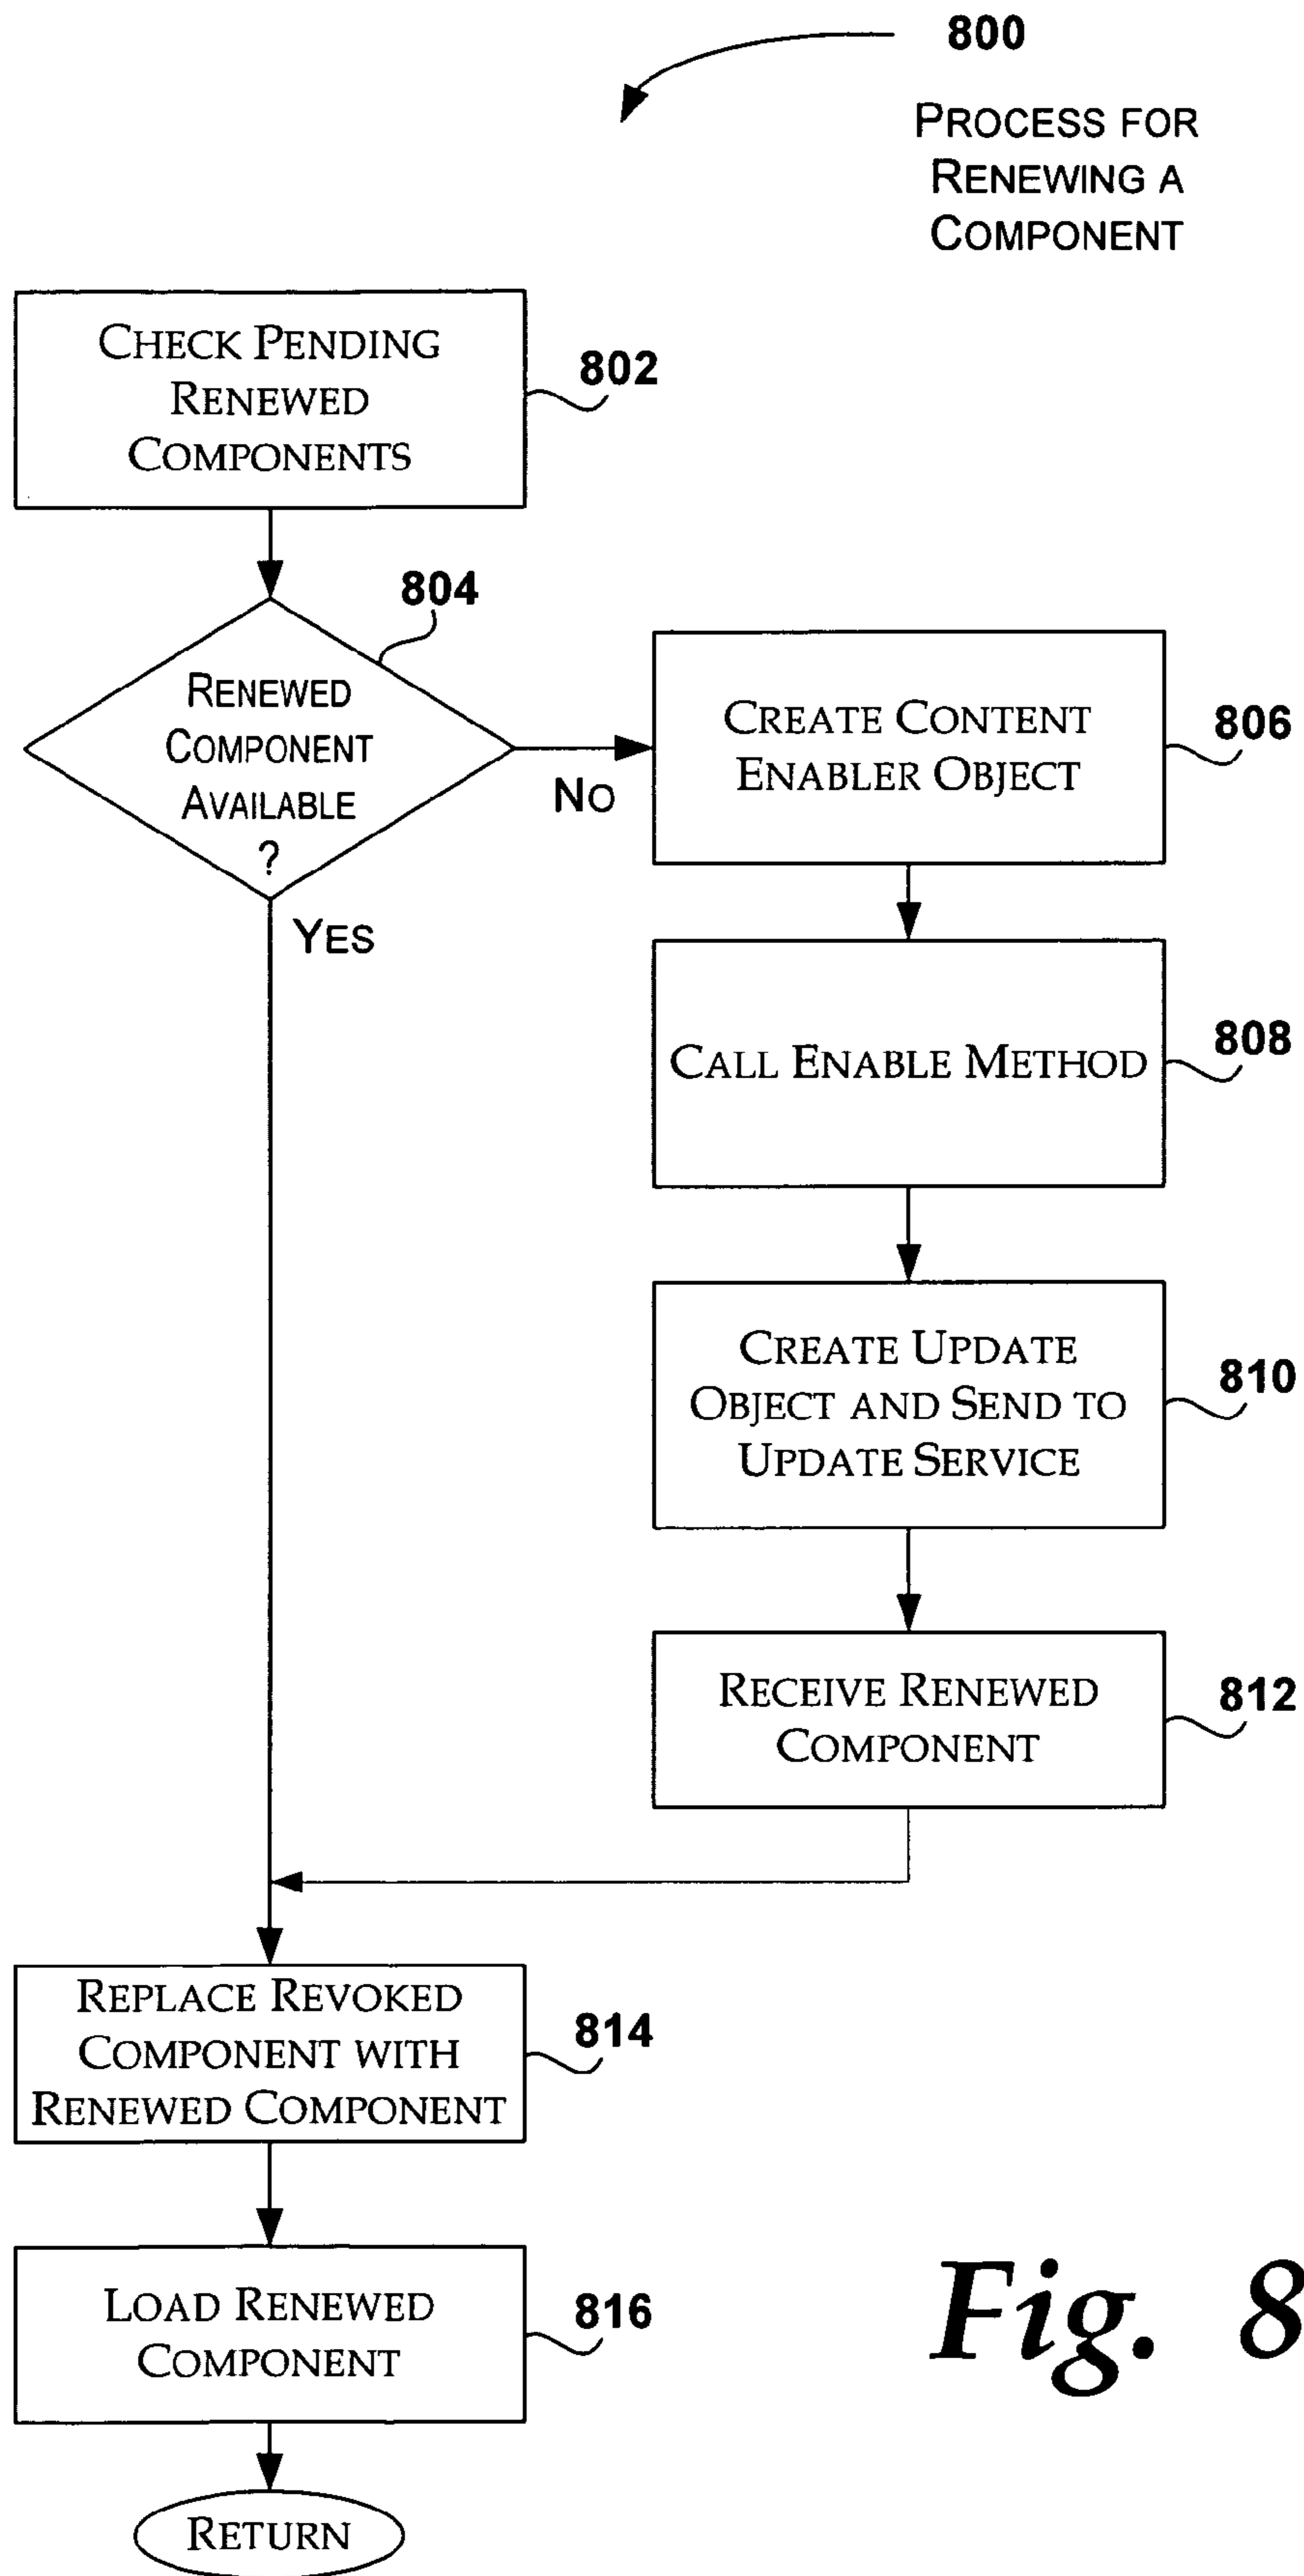 800
PROCESS FOR
RENEWING A
COMPONENT
CHECK PENDING
RENEWED
COMPONENTS
802
804
RENEWED
COMPONENT
AVAILABLE
?
NO
YES
CREATE CONTENT
ENABLER OBJECT
806
CALL ENABLE METHOD
808
CREATE UPDATE
OBJECT AND SEND TO
UPDATE SERVICE
810
RECEIVE RENEWED
COMPONENT
812
REPLACE REVOKED
COMPONENT WITH
RENEWED COMPONENT
814
LOAD RENEWED
COMPONENT
816
RETURN
Fig. 8